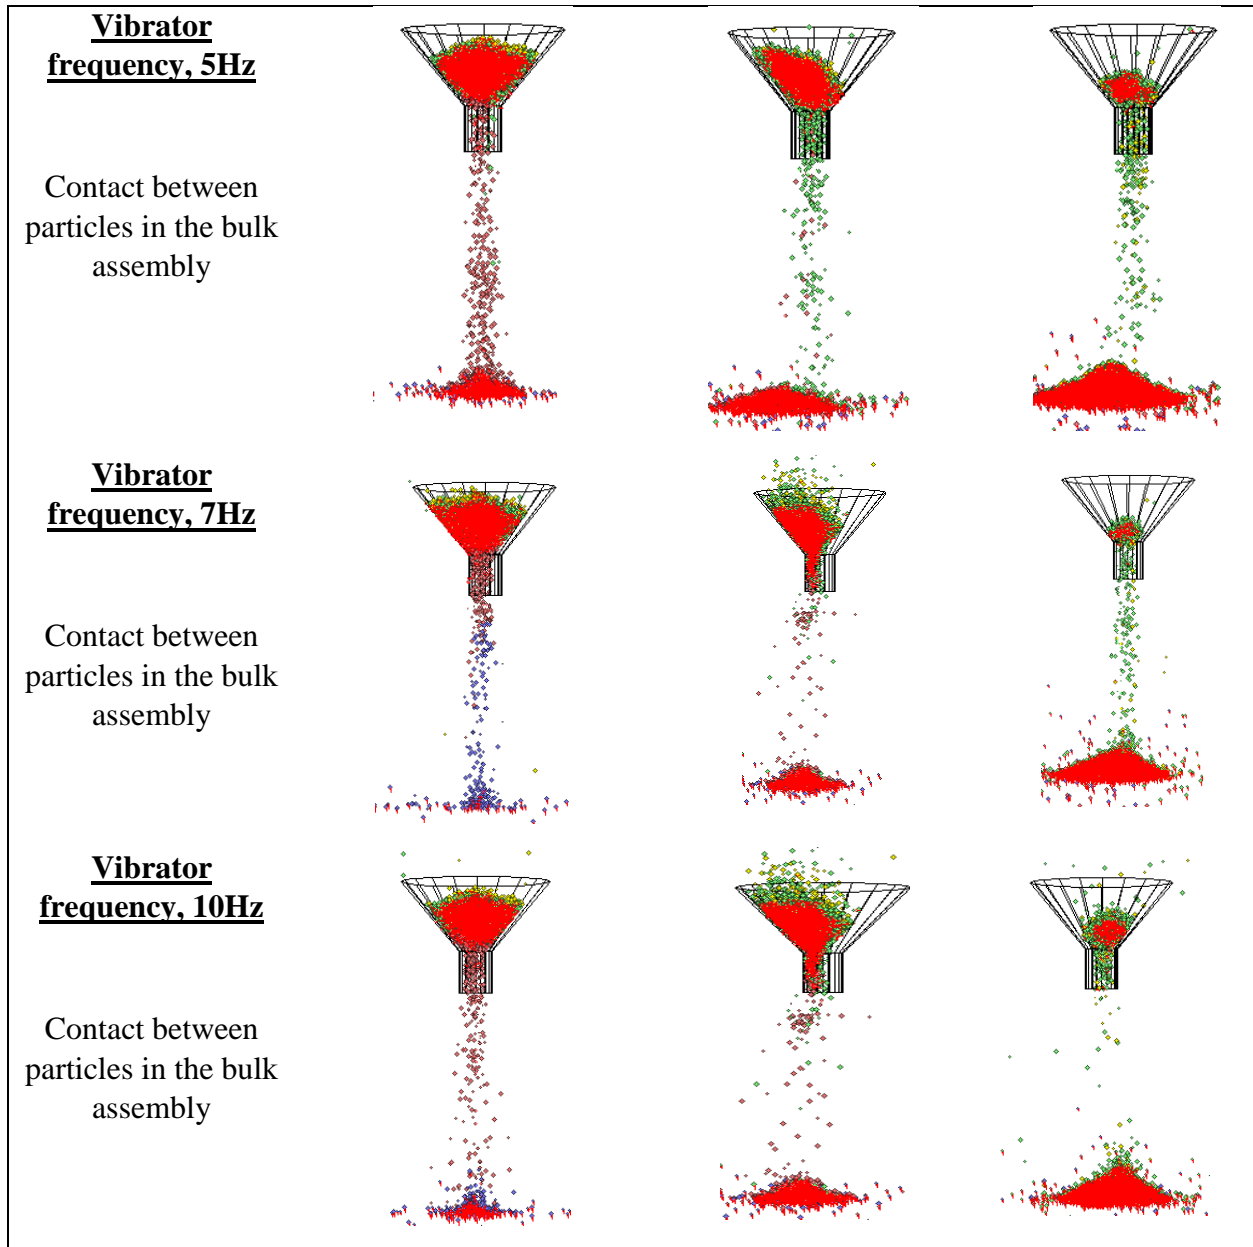 Vibrator
frequency, 5Hz
Contact between
particles in the bulk
assembly
Vibrator
frequency, 7Hz
Contact between
particles in the bulk
assembly
Vibrator
frequency, 10Hz
Contact between
particles in the bulk
assembly